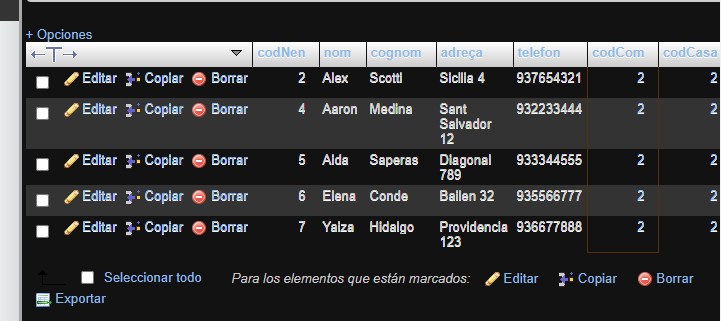 + Opciones
←T→ codNen nom cognom adreça telefon codCom codCasa
Editar Copiar Borrar 2 Alex Scotti Sicilia 4 937654321 2 2
Editar Copiar Borrar 4 Aaron Medina Sant Salvador 12 932233444 2 2
Editar Copiar Borrar 5 Aida Saperas Diagonal 789 933344555 2 2
Editar Copiar Borrar 6 Elena Conde Bailen 32 935566777 2 2
Editar Copiar Borrar 7 Yaiza Hidalgo Providencia 123 936677888 2 2
Seleccionar todo Para los elementos que están marcados: Editar Copiar Borrar
Exportar